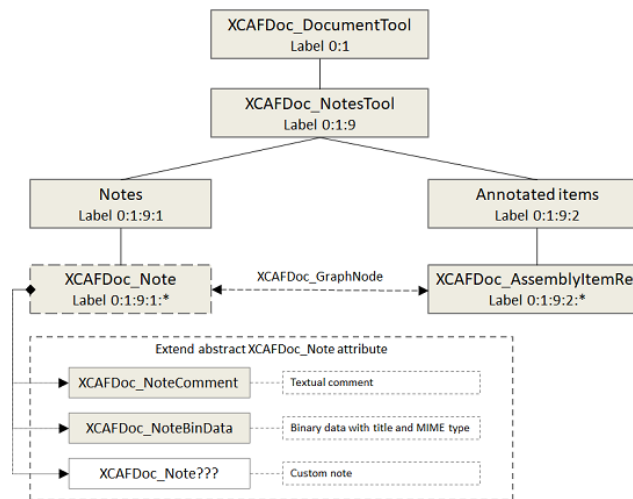 XCAFDoc_DocumentTool
Label 0:1
XCAFDoc_NotesTool
Label 0:1:9
Notes
Label 0:1:9:1
Annotated items
Label 0:1:9:2
XCAFDoc_Note
Label 0:1:9:1:*
XCAFDoc_GraphNode
XCAFDoc_AssemblyItemRe
Label 0:1:9:2:*
Extend abstract XCAFDoc_Note attribute
XCAFDoc_NoteComment
Textual comment
XCAFDoc_NoteBinData
Binary data with title and MIME type
XCAFDoc_Note???
Custom note